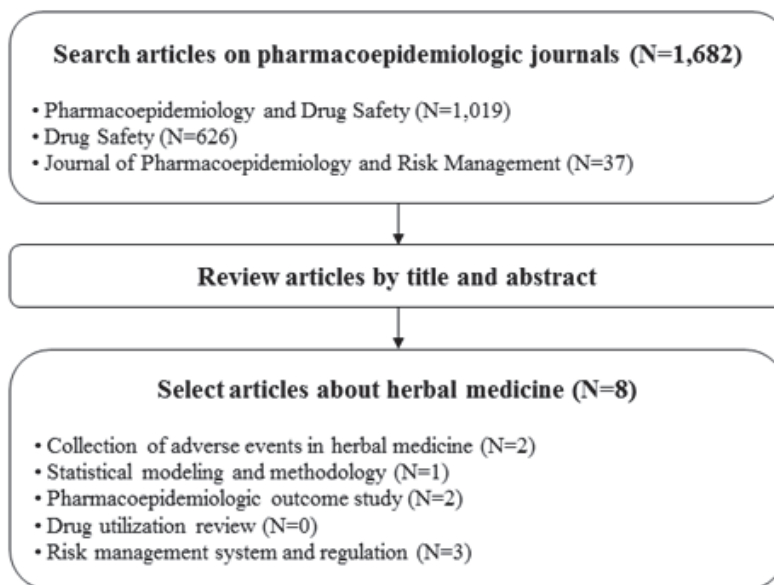 Search articles on pharmacoepidemiologic journals (N=1,682)
• Pharmacoepidemiology and Drug Safety (N=1,019)
• Drug Safety (N=626)
• Journal of Pharmacoepidemiology and Risk Management (N=37)
Review articles by title and abstract
Select articles about herbal medicine (N=8)
• Collection of adverse events in herbal medicine (N=2)
• Statistical modeling and methodology (N=1)
• Pharmacoepidemiologic outcome study (N=2)
• Drug utilization review (N=0)
• Risk management system and regulation (N=3)